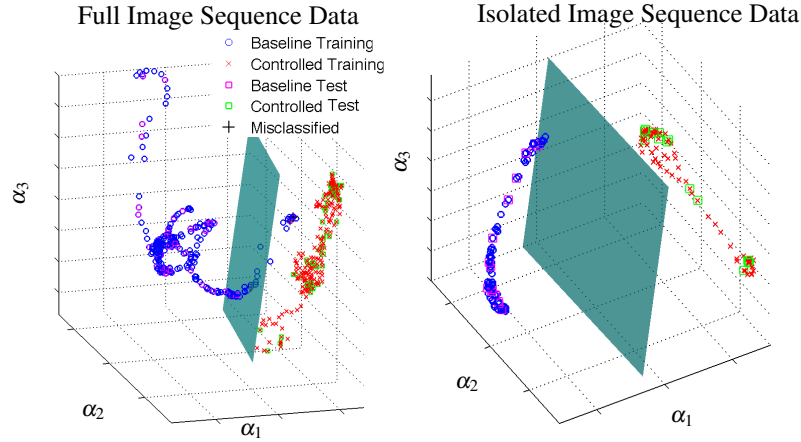 Full Image Sequence Data
Isolated Image Sequence Data
Baseline Training
Controlled Training
Baseline Test
Controlled Test
Misclassified
α3
α2
α1
α3
α2
α1